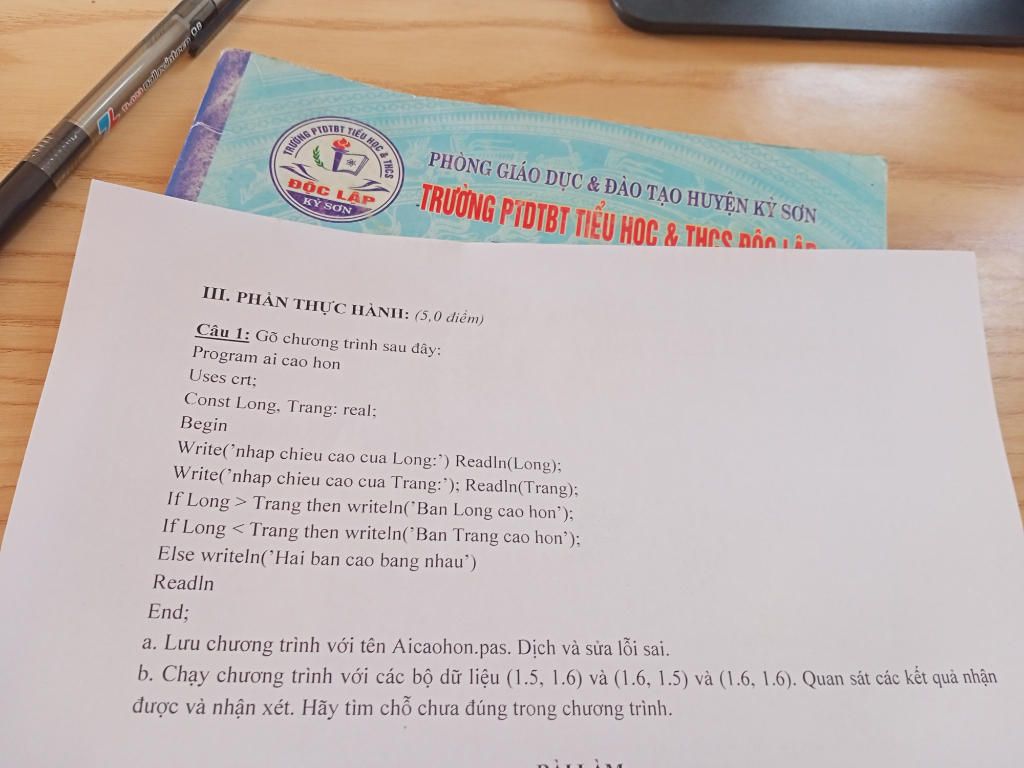 TRƯỜNG PTDTBT TIỂU HỌC & THCS
ĐỘC LẬP
KỲ SƠN
PHÒNG GIÁO DỤC & ĐÀO TẠO HUYỆN KỲ SƠN
TRƯỜNG PTDTBT TIỂU HỌC & THCS ĐỘC LẬP
III. PHẦN THỰC HÀNH: (5,0 điểm)
Câu 1: Gõ chương trình sau đây:
Program ai cao hon
Uses crt;
Const Long, Trang: real;
Begin
Write('nhap chieu cao cua Long:') Readln(Long);
Write('nhap chieu cao cua Trang:'); Readln(Trang);
If Long > Trang then writeln('Ban Long cao hon');
If Long < Trang then writeln('Ban Trang cao hon');
Else writeln('Hai ban cao bang nhau')
Readln
End;
a. Lưu chương trình với tên Aicaohon.pas. Dịch và sửa lỗi sai.
b. Chạy chương trình với các bộ dữ liệu (1.5, 1.6) và (1.6, 1.5) và (1.6, 1.6). Quan sát các kết quả nhận
được và nhận xét. Hãy tìm chỗ chưa đúng trong chương trình.
BÀI LÀM